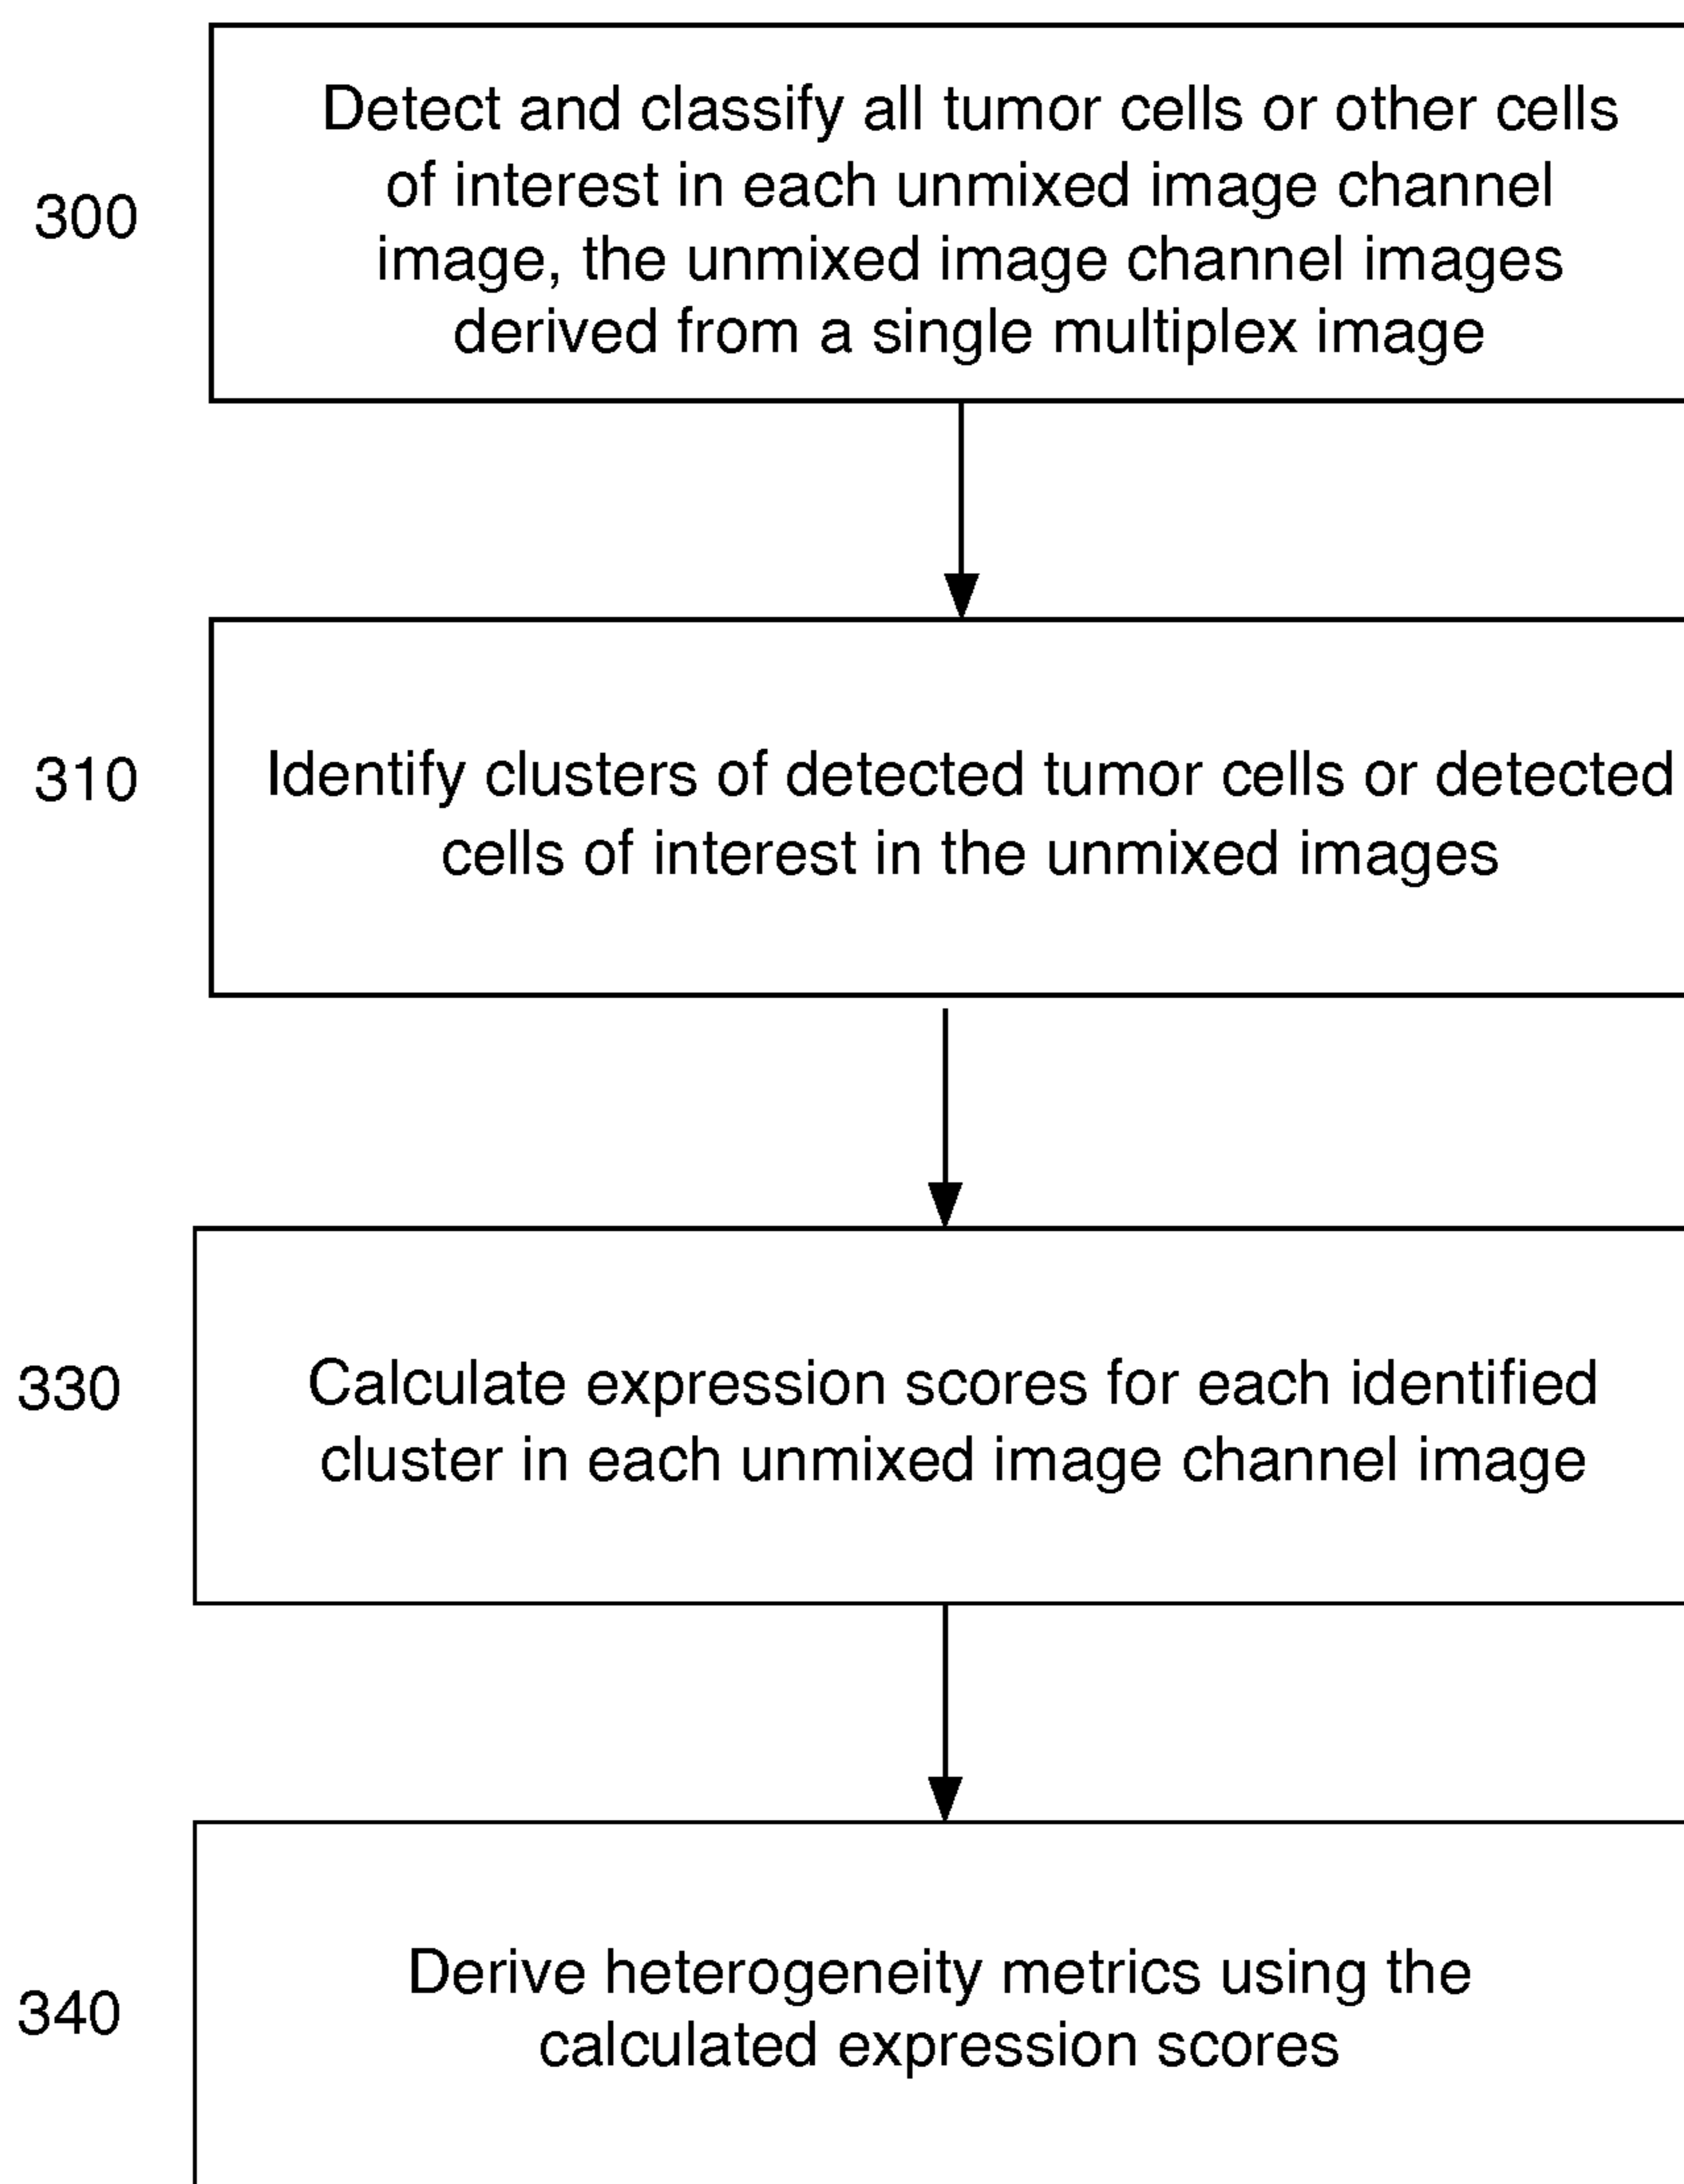 Detect and classify all tumor cells or other cells
of interest in each unmixed image channel
300
image, the unmixed image channel images
derived from a single multiplex image
310
Identify clusters of detected tumor cells or detected
cells of interest in the unmixed images
330
Calculate expression scores for each identified
cluster in each unmixed image channel image
340
Derive heterogeneity metrics using the
calculated expression scores